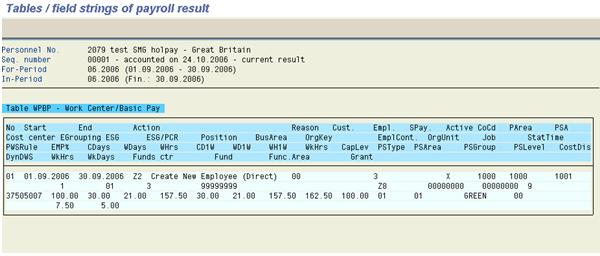 Tables / field strings of payroll result
Personnel No. 2079 test SMG holpay - Great Britain
Seq. number 00001 - accounted on 24.10.2006 - current result
For-Period 06.2006 (01.09.2006 - 30.09.2006)
In-Period 06.2006 (Fin.: 30.09.2006)
Table WPBP - Work Center/Basic Pay
No Start End Action Reason Cust. Empl. SPay. Active CoCd PArea PSA
Cost center EGrouping ESG ESG/PCR Position BusArea OrgKey EmplCont. OrgUnit Job StatTime
PWSRule EMP% CDays WDays WkHrs CD1W WD1W WH1W WkHrs CapLev PSType PSArea PSGroup PSLevel CostDis
DynDWS WkHrs CDays Funds ctr Fund Func.Area Grant
01 01.09.2006 30.09.2006 Z2 Create New Employee (Direct) 00 3 X 1000 1000 1001
1 01 3 99999999 Z8 00000000 00000000 9
37505007 100.00 30.00 21.00 157.50 30.00 21.00 157.50 162.50 100.00 01 01 GREEN 00
7.50 5.00